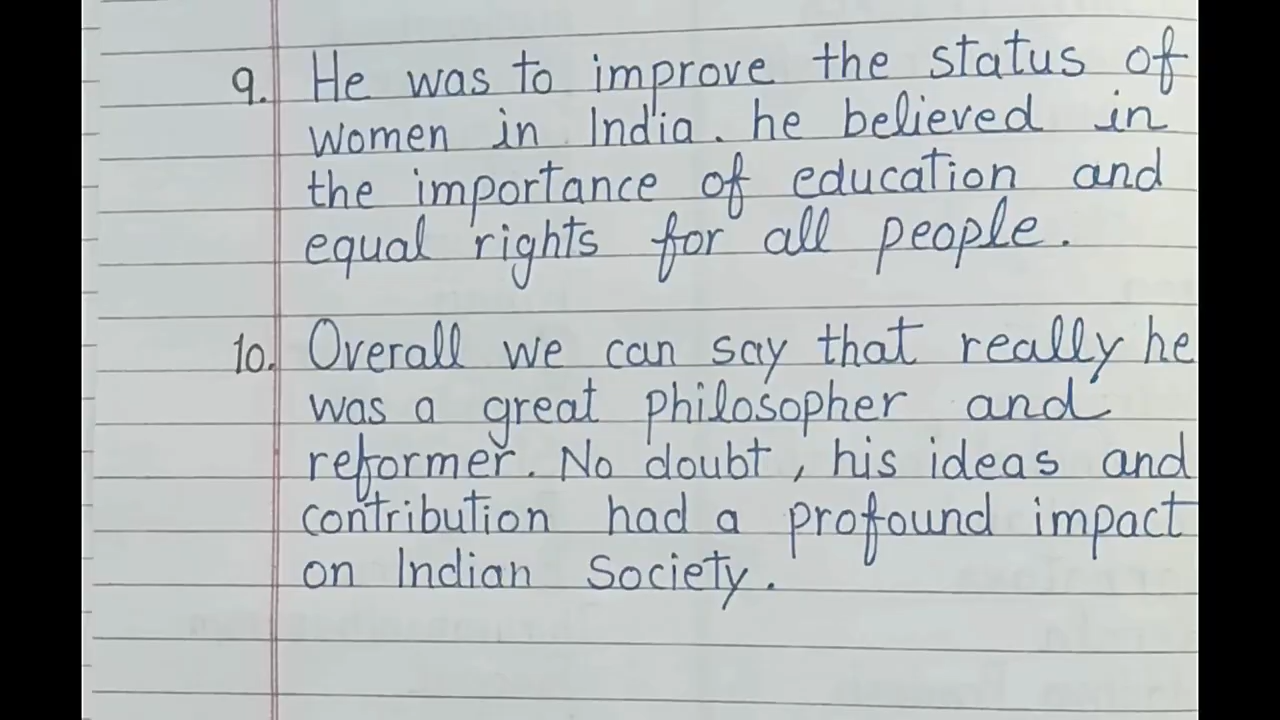 9. He was to improve the status of
women in India. he believed in
the importance of education and
equal rights for all people.
10. Overall we can say that really he
was a great philosopher and
reformer. No doubt, his ideas and
contribution had a profound impact
on Indian Society.